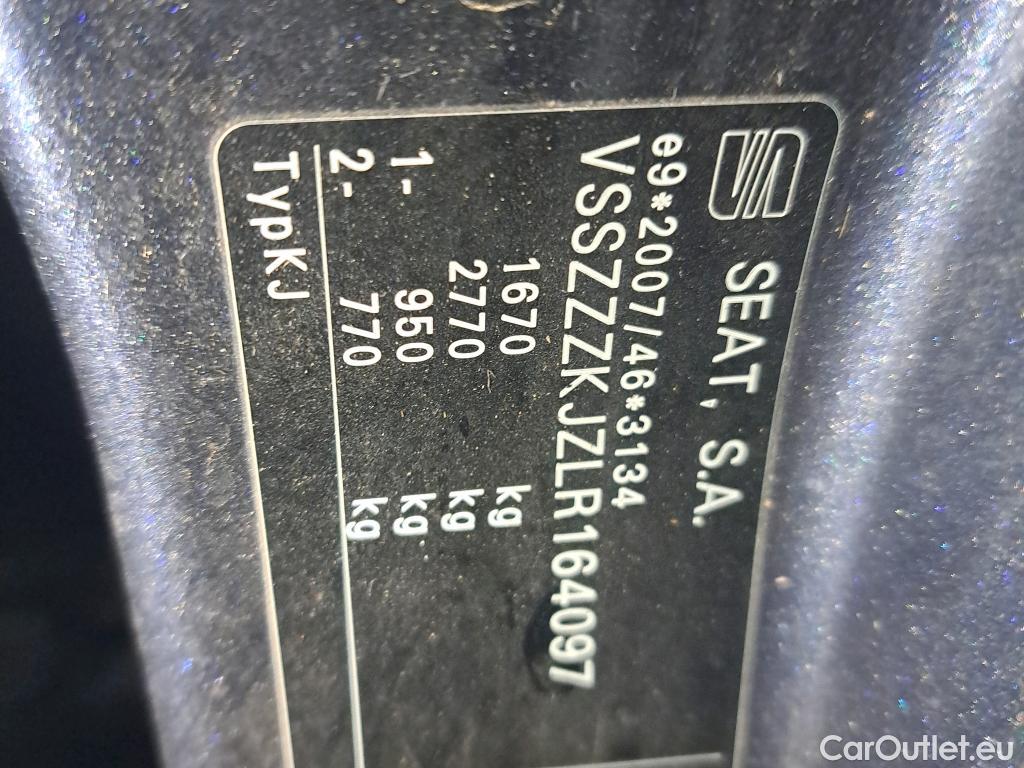 SEAT, S.A.
e9*2007/46*3134
VSSZZZKJZLR164097
1670 kg
2770 kg
1- 950 kg
2- 770 kg
TypKJ
CarOutlet.eu